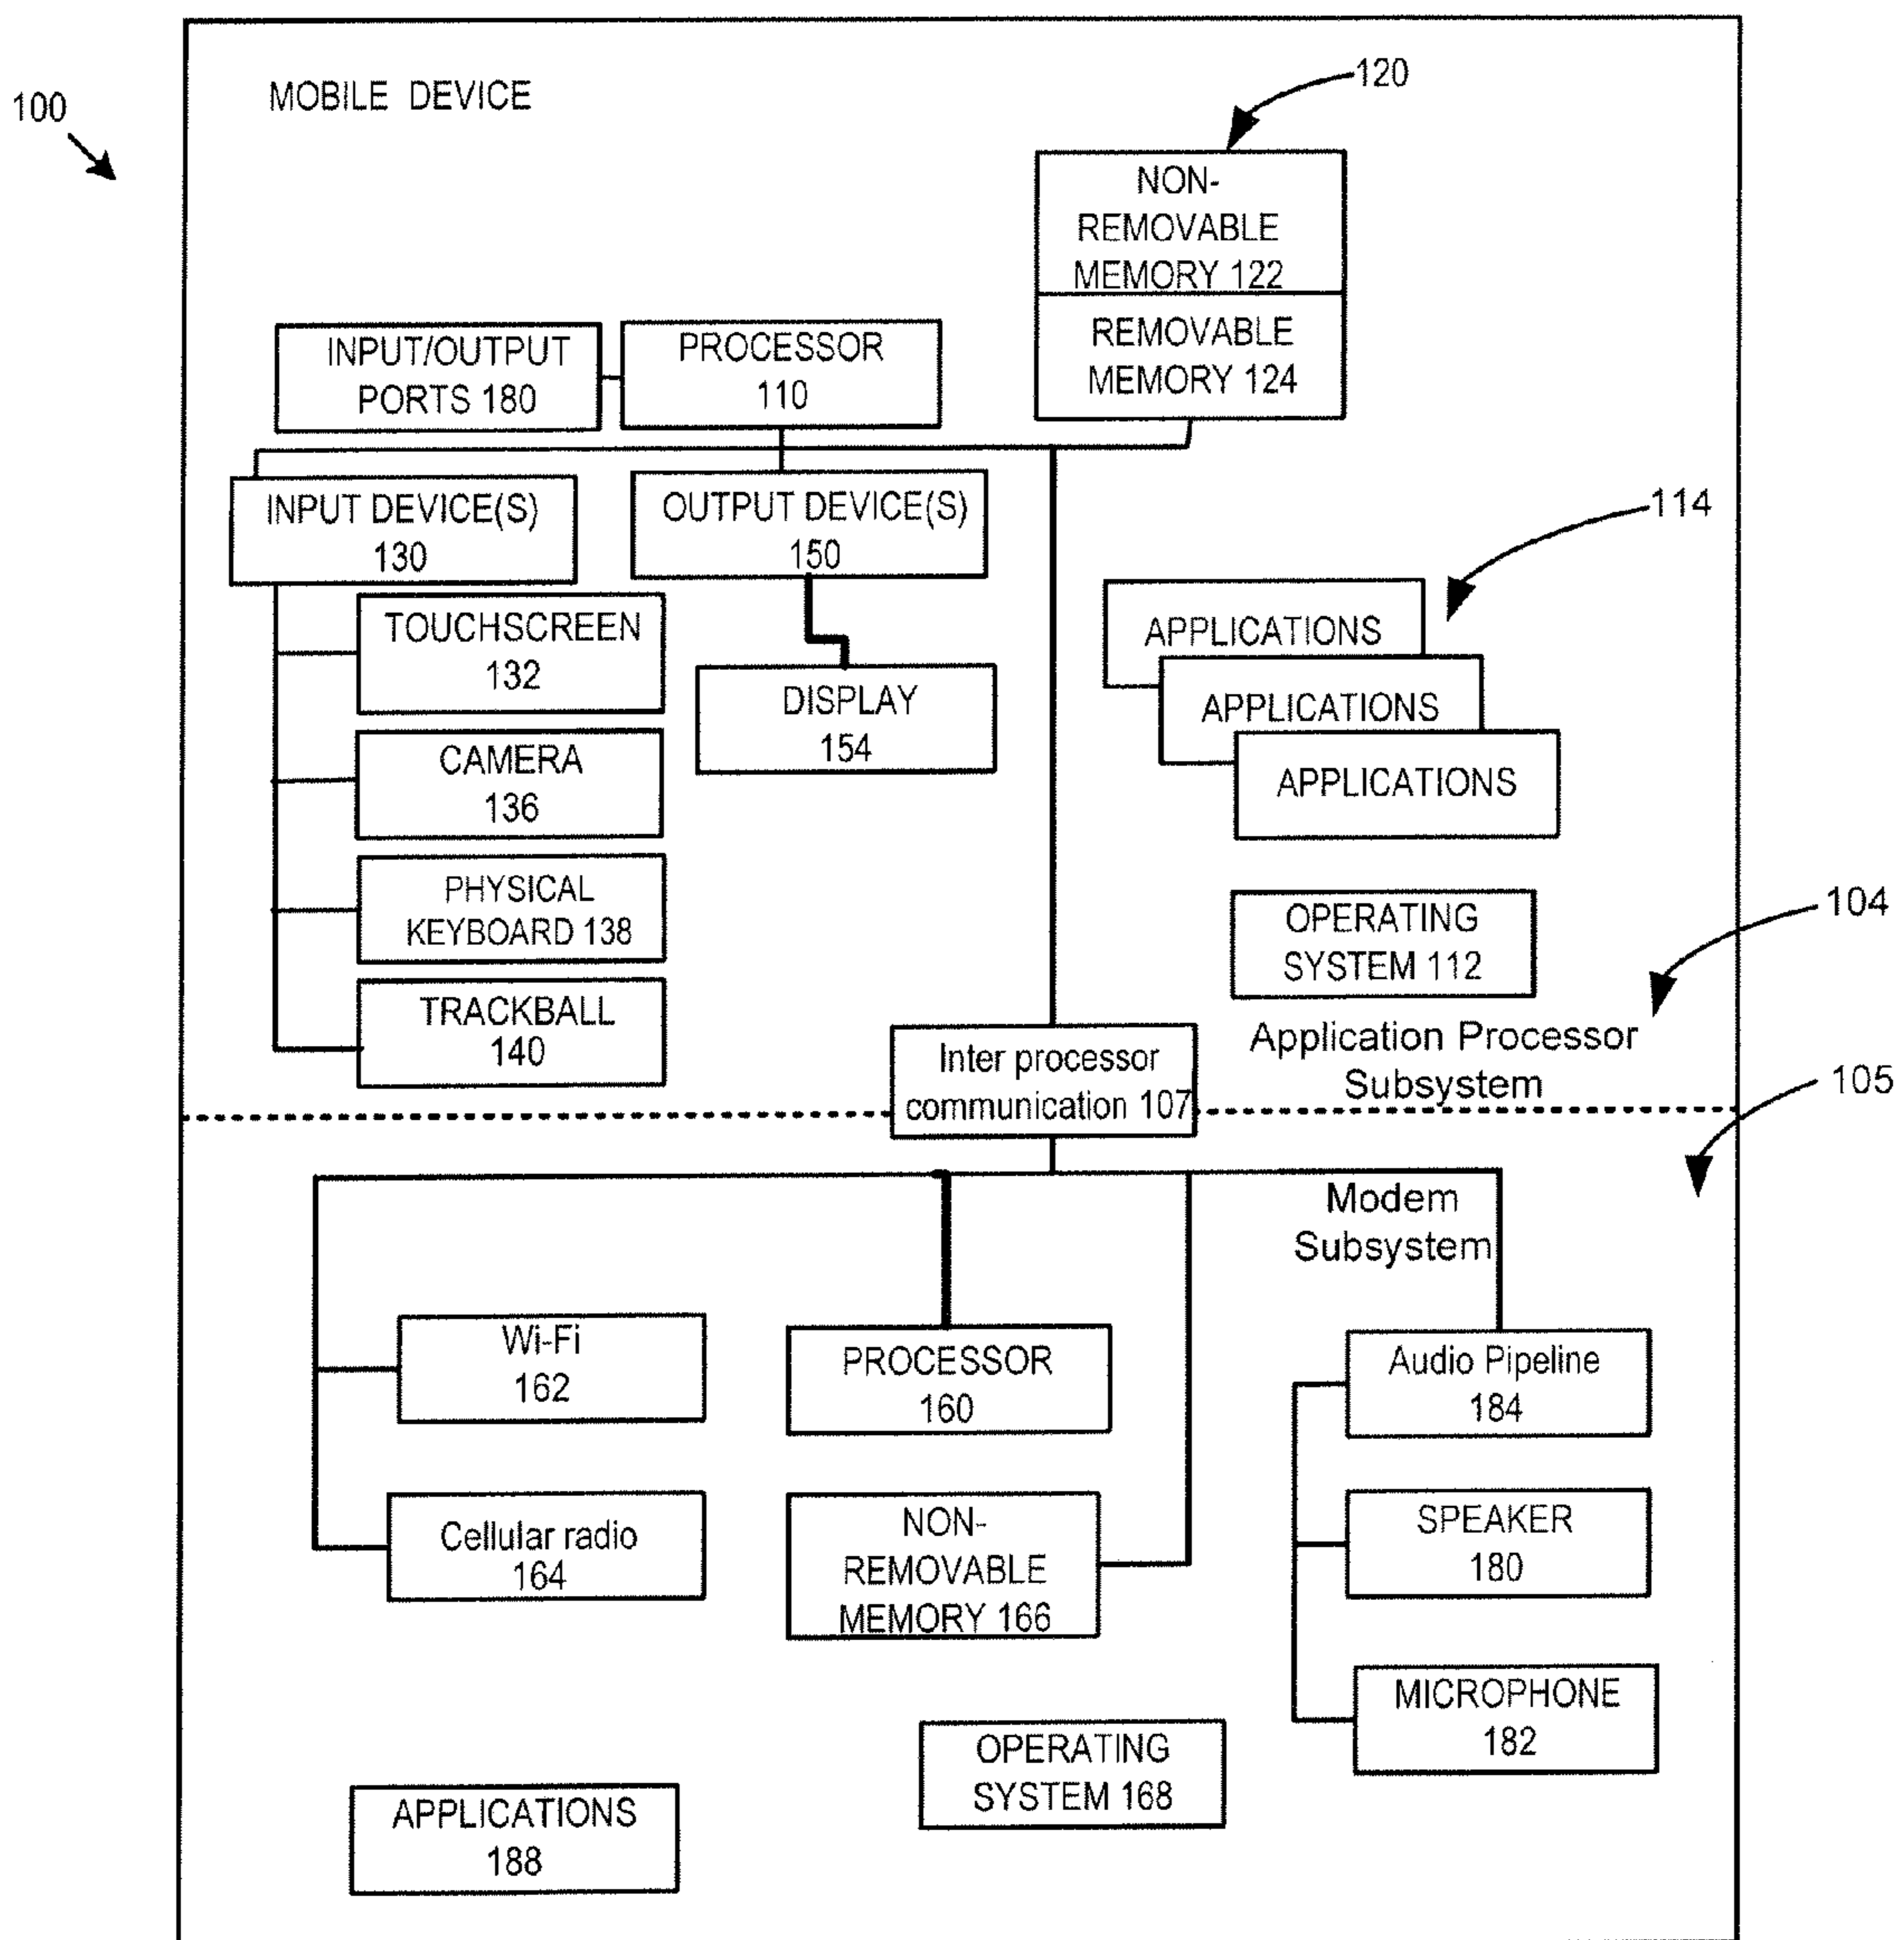 100
MOBILE DEVICE
120
NON-
REMOVABLE
MEMORY 122
REMOVABLE
MEMORY 124
INPUT/OUTPUT
PORTS 180
PROCESSOR
110
INPUT DEVICE(S)
130
OUTPUT DEVICE(S)
150
114
TOUCHSCREEN
132
APPLICATIONS
APPLICATIONS
APPLICATIONS
DISPLAY
154
CAMERA
136
PHYSICAL
KEYBOARD 138
OPERATING
SYSTEM 112
104
TRACKBALL
140
Inter processor
communication 107
Application Processor
Subsystem
105
Modem
Subsystem
Wi-Fi
162
PROCESSOR
160
Audio Pipeline
184
Cellular radio
164
NON-
REMOVABLE
MEMORY 166
SPEAKER
180
MICROPHONE
182
OPERATING
SYSTEM 168
APPLICATIONS
188